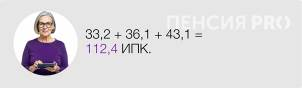 ПЕНСИЯ PRO
33,2 + 36,1 + 43,1 =
112,4 ИПК.